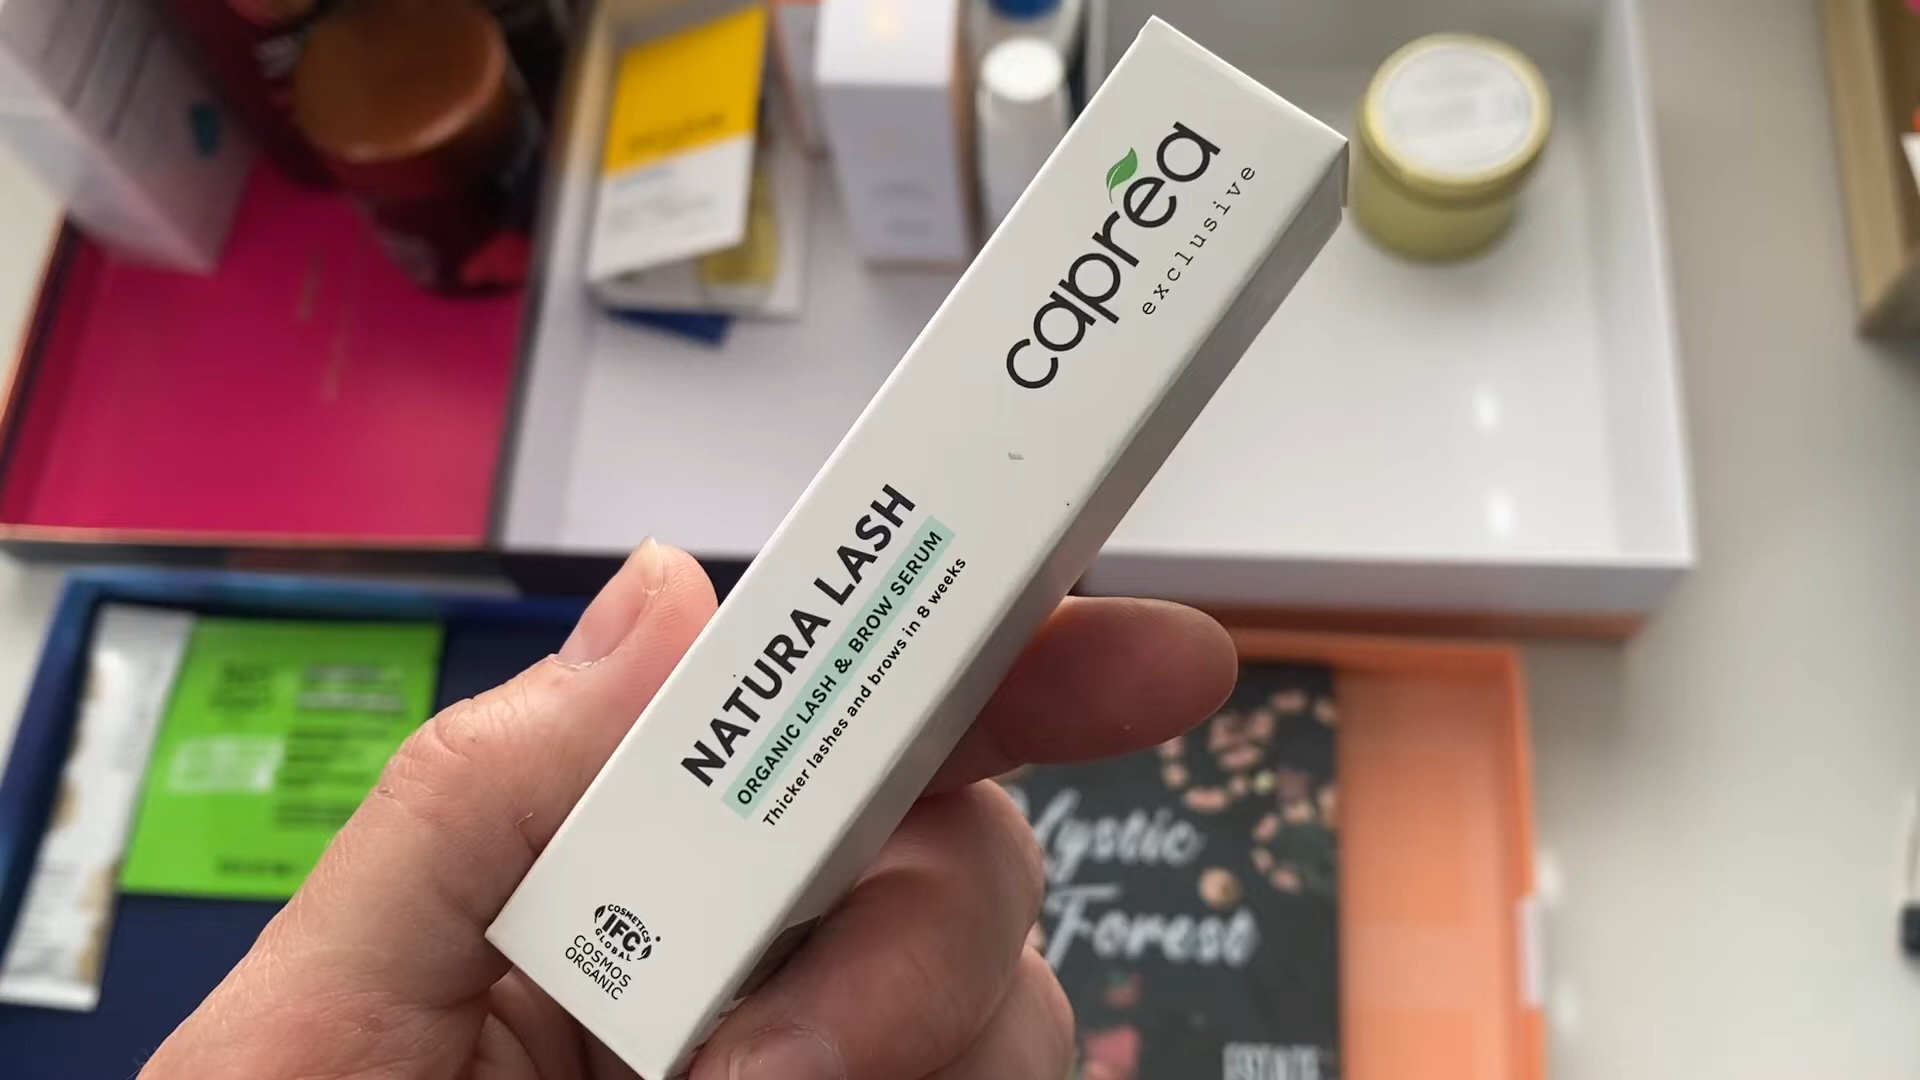 capréa
exclusive
NATURA LASH
ORGANIC LASH & BROW SERUM
Thicker lashes and brows in 8 weeks
COSMETICS
IFC
GLOBAL
COSMOS
ORGANIC
Mystic
Forest